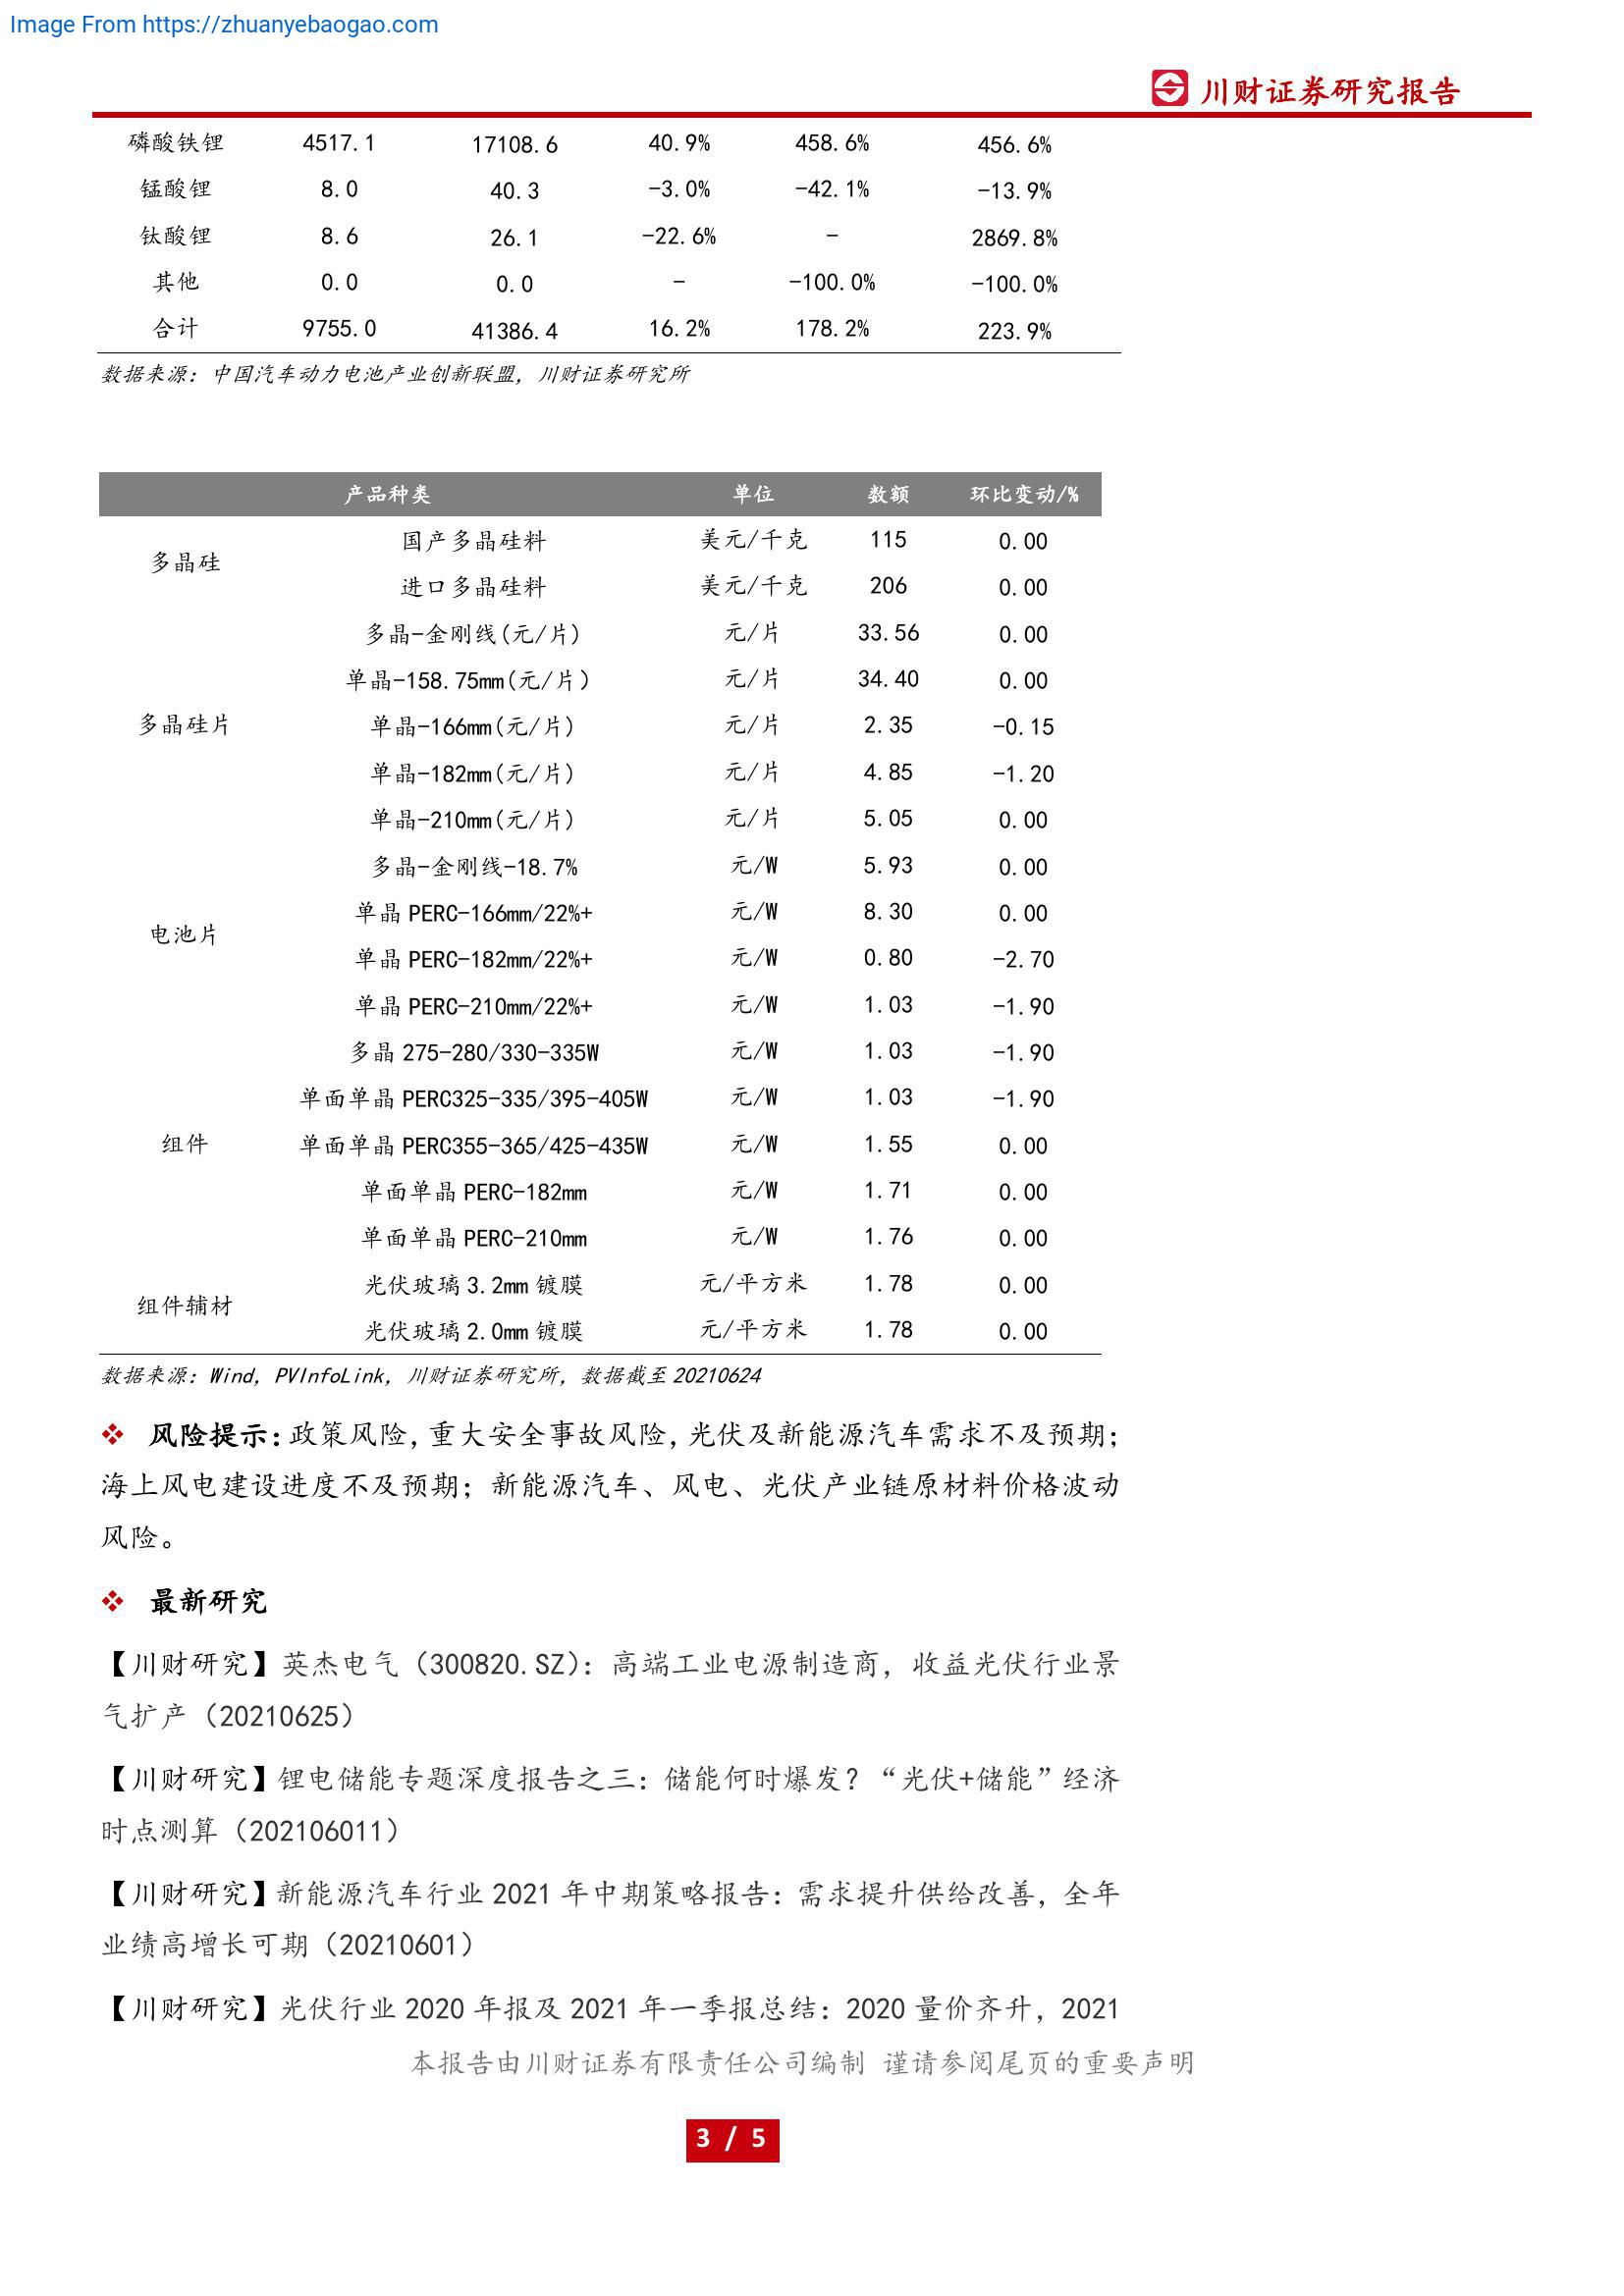 Image From https://zhuanyebaogao.com
川财证券研究报告
磷酸铁锂 4517.1 17108.6 40.9% 458.6% 456.6%
锰酸锂 8.0 40.3 -3.0% -42.1% -13.9%
钛酸锂 8.6 26.1 -22.6% - 2869.8%
其他 0.0 0.0 - -100.0% -100.0%
合计 9755.0 41386.4 16.2% 178.2% 223.9%
数据来源：中国汽车动力电池产业创新联盟，川财证券研究所
产品种类 单位 数额 环比变动/%
多晶硅 国产多晶硅料 美元/千克 115 0.00
进口多晶硅料 美元/千克 206 0.00
多晶-金刚线(元/片) 元/片 33.56 0.00
单晶-158.75mm(元/片) 元/片 34.40 0.00
多晶硅片 单晶-166mm(元/片) 元/片 2.35 -0.15
单晶-182mm(元/片) 元/片 4.85 -1.20
单晶-210mm(元/片) 元/片 5.05 0.00
多晶-金刚线-18.7% 元/W 5.93 0.00
电池片 单晶 PERC-166mm/22%+ 元/W 8.30 0.00
单晶 PERC-182mm/22%+ 元/W 0.80 -2.70
单晶 PERC-210mm/22%+ 元/W 1.03 -1.90
多晶 275-280/330-335W 元/W 1.03 -1.90
单面单晶 PERC325-335/395-405W 元/W 1.03 -1.90
组件 单面单晶 PERC355-365/425-435W 元/W 1.55 0.00
单面单晶 PERC-182mm 元/W 1.71 0.00
单面单晶 PERC-210mm 元/W 1.76 0.00
组件辅材 光伏玻璃 3.2mm 镀膜 元/平方米 1.78 0.00
光伏玻璃 2.0mm 镀膜 元/平方米 1.78 0.00
数据来源：Wind，PVInfoLink，川财证券研究所，数据截至 20210624
❖ 风险提示：政策风险，重大安全事故风险，光伏及新能源汽车需求不及预期；
海上风电建设进度不及预期；新能源汽车、风电、光伏产业链原材料价格波动
风险。
❖ 最新研究
【川财研究】英杰电气（300820.SZ）：高端工业电源制造商，收益光伏行业景
气扩产（20210625）
【川财研究】锂电储能专题深度报告之三：储能何时爆发？“光伏+储能”经济
时点测算（202106011）
【川财研究】新能源汽车行业 2021 年中期策略报告：需求提升供给改善，全年
业绩高增长可期（20210601）
【川财研究】光伏行业 2020 年报及 2021 年一季报总结：2020 量价齐升，2021
本报告由川财证券有限责任公司编制 谨请参阅尾页的重要声明
3 / 5